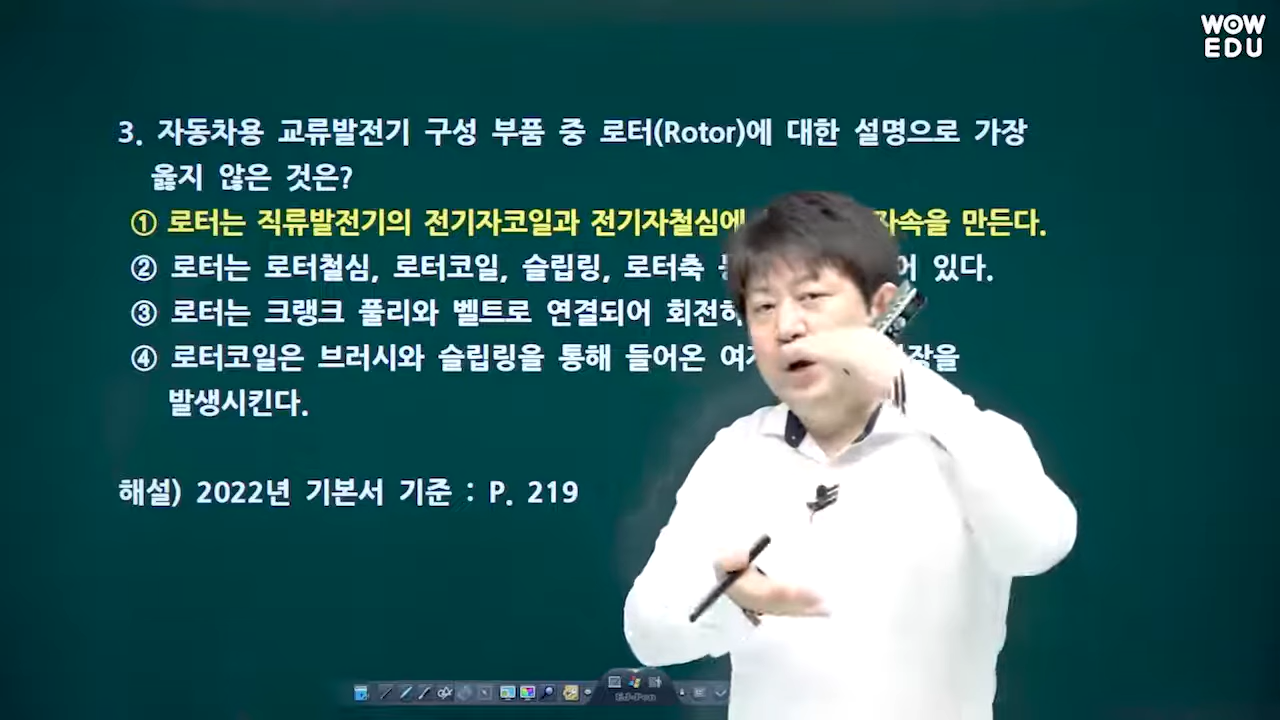 WOW
EDU
3. 자동차용 교류발전기 구성 부품 중 로터(Rotor)에 대한 설명으로 가장
옳지 않은 것은?
① 로터는 직류발전기의 전기자코일과 전기자철심에 자속을 만든다.
② 로터는 로터철심, 로터코일, 슬립링, 로터축 있다.
③ 로터는 크랭크 풀리와 벨트로 연결되어
④ 로터코일은 브러시와 슬립링을 통해 들어온
발생시킨다.
해설) 2022년 기본서 기준 : P. 219